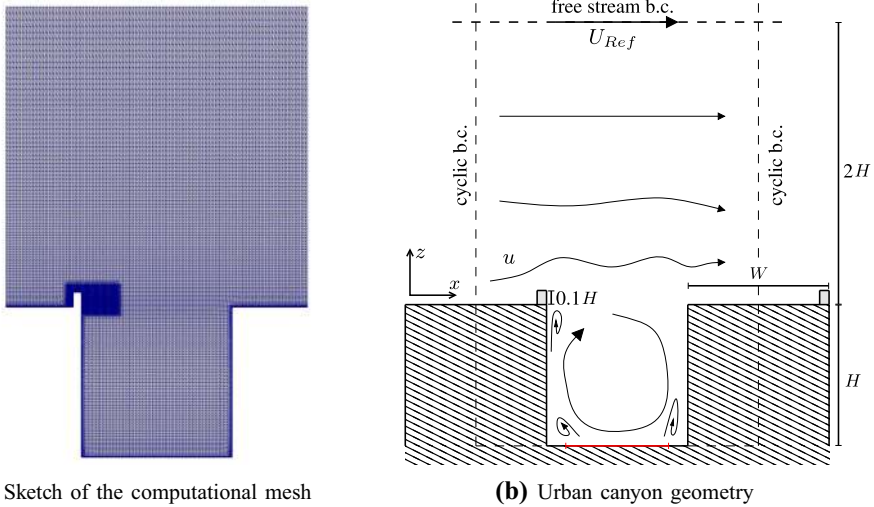 free stream b.c.
U_{Ref}
cyclic b.c.
cyclic b.c.
2H
u
z
x
W
0.1H
H
Sketch of the computational mesh
(b) Urban canyon geometry